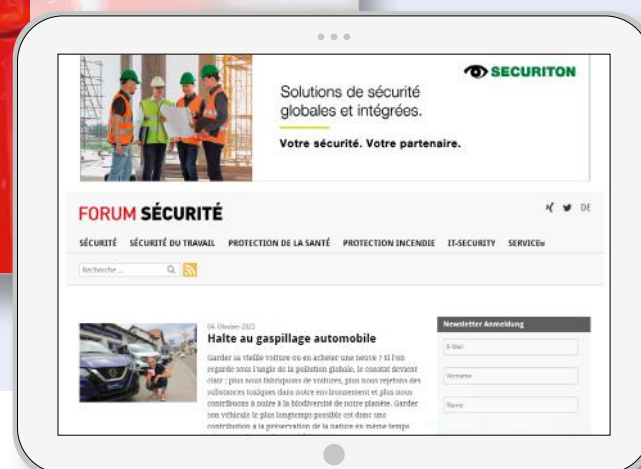 SECURITON
Solutions de sécurité
globales et intégrées.
Votre sécurité. Votre partenaire.
FORUM SÉCURITÉ
DE
SÉCURITÉ SÉCURITÉ DU TRAVAIL PROTECTION DE LA SANTÉ PROTECTION INCENDIE IT-SECURITY SERVICE
Recherche ...
04. Oktober 2023
Halte au gaspillage automobile
Garder sa vieille voiture ou en acheter une neuve ? Si l'on
regarde sous l'angle de la pollution globale, le constat devient
clair : plus nous fabriquons de voitures, plus nous rejetons des
substances toxiques dans notre environnement et plus nous
contribuons à nuire à la biodiversité de notre planète. Garder
son véhicule le plus longtemps possible est donc une
contribution à la préservation de la nature en même temps
Newsletter Anmeldung
E-Mail
Vorname
Name